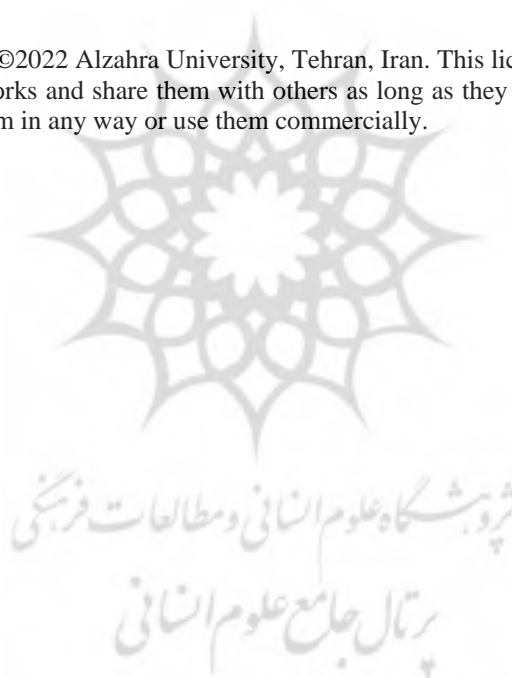 ©2022 Alzahra University, Tehran, Iran. This lic
orks and share them with others as long as they
m in any way or use them commercially.
پژوهشگاه علوم انسانی و مطالعات فرهنگی
پرتال جامع علوم انسانی